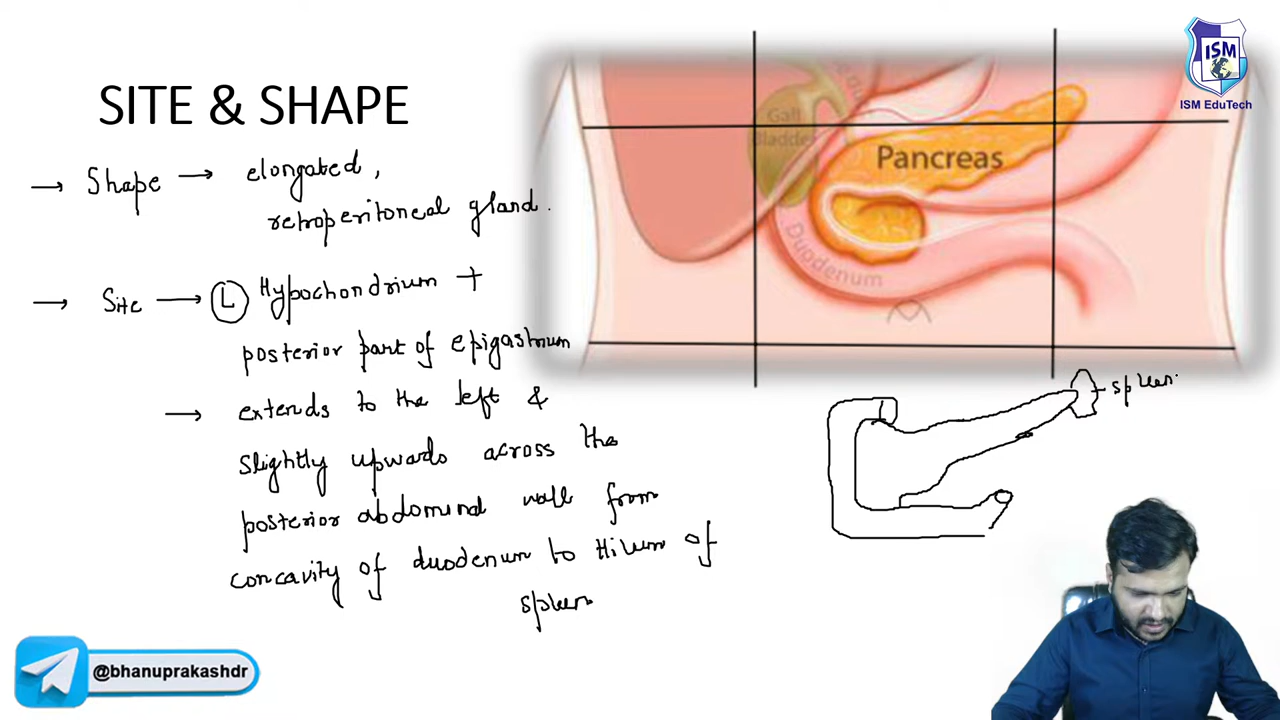 ISM
ISM EduTech
SITE & SHAPE
→ Shape → elongated,
retroperitoneal gland.
→ Site → (L) Hypochondrium +
posterior part of epigastrium
→ extends to the left &
slightly upwards across the
posterior abdominal wall from
concavity of duodenum to Hilum of
spleen
Gall
Bladder
Pancreas
Duodenum
spleen.
@bhanuprakashdr